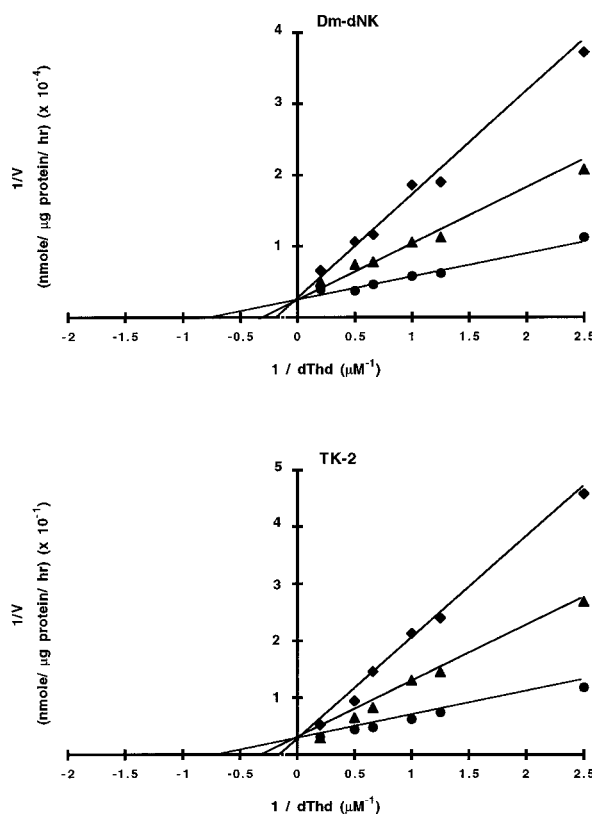 Dm-dNK
1/V
(nmole/ μg protein/ hr) (x 10⁻⁴)
4
3
2
1
-2 -1.5 -1 -0.5 0 0.5 1 1.5 2 2.5
1 / dThd (μM⁻¹)
TK-2
1/V
(nmole/ μg protein/ hr) (x 10⁻¹)
5
4
3
2
1
-2 -1.5 -1 -0.5 0 0.5 1 1.5 2 2.5
1 / dThd (μM⁻¹)